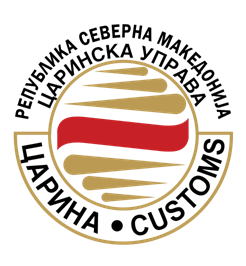 РЕПУБЛИКА СЕВЕРНА МАКЕДОНИЈА
ЦАРИНСКА УПРАВА
ЦАРИНА • CUSTOMS